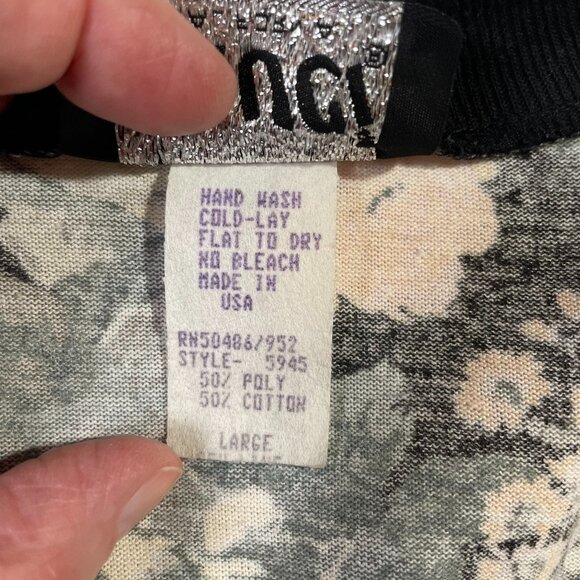 HAND WASH
COLD-LAY
FLAT TO DRY
NO BLEACH
MADE IN
USA
RN50486/952
STYLE- 5945
50% POLY
50% COTTON
LARGE